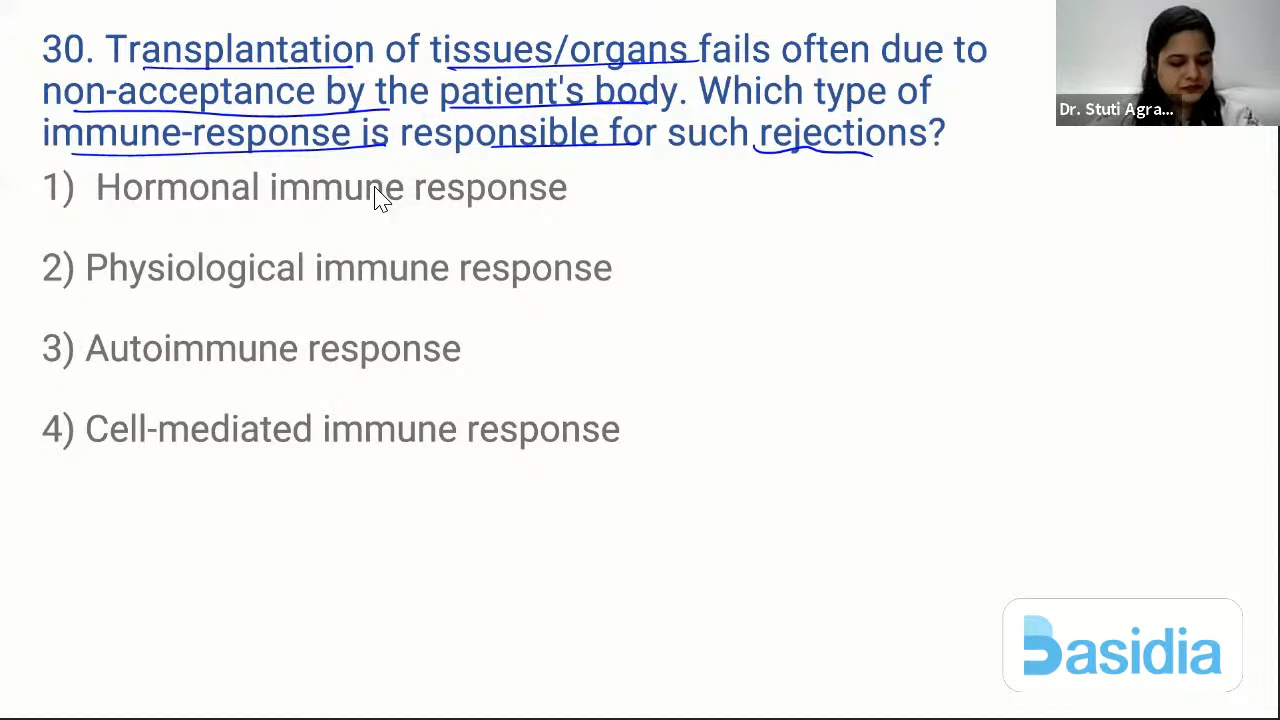 30. Transplantation of tissues/organs fails often due to
non-acceptance by the patient's body. Which type of
immune-response is responsible for such rejections?
1) Hormonal immune response
2) Physiological immune response
3) Autoimmune response
4) Cell-mediated immune response
Dr. Stuti Agra...
Basidia